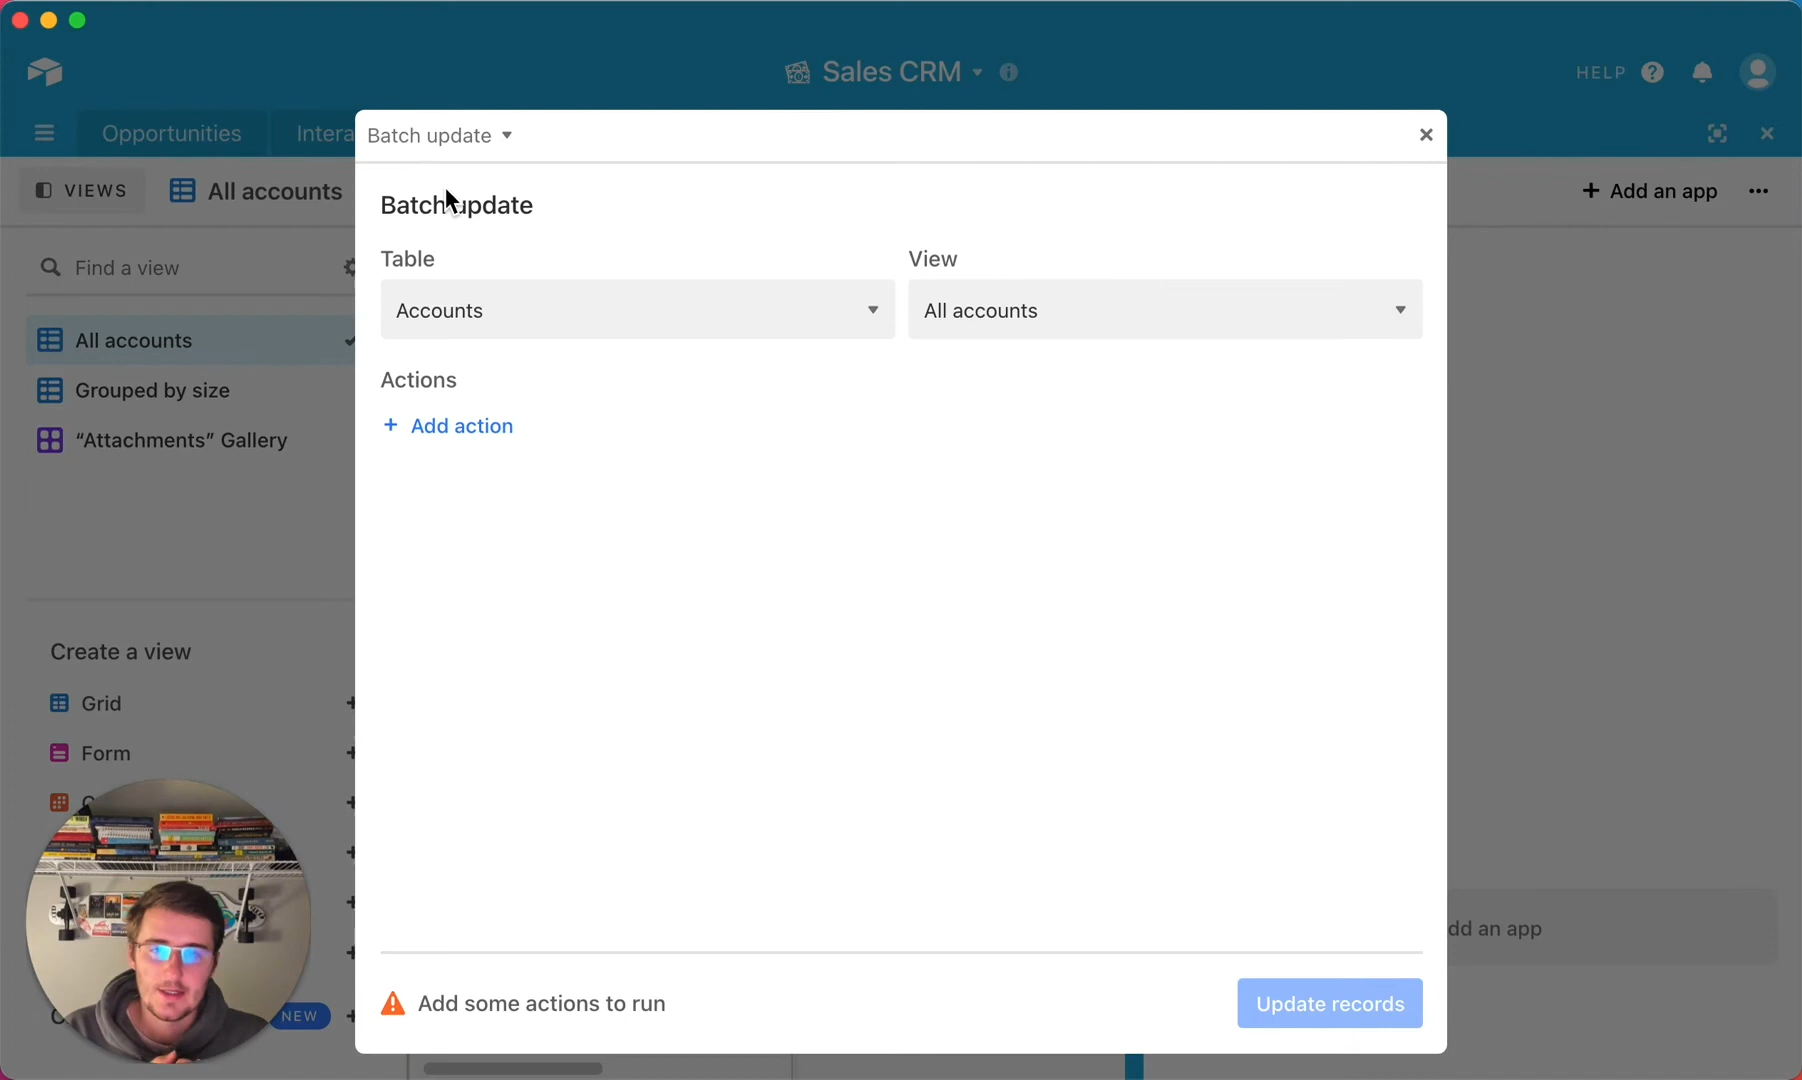 Sales CRM
HELP
Opportunities
Intera
Batch update
VIEWS
All accounts
Add an app
Batch update
Find a view
Table
View
Accounts
All accounts
All accounts
Grouped by size
Actions
Add action
“Attachments” Gallery
Create a view
Grid
Form
dd an app
NEW
Add some actions to run
Update records